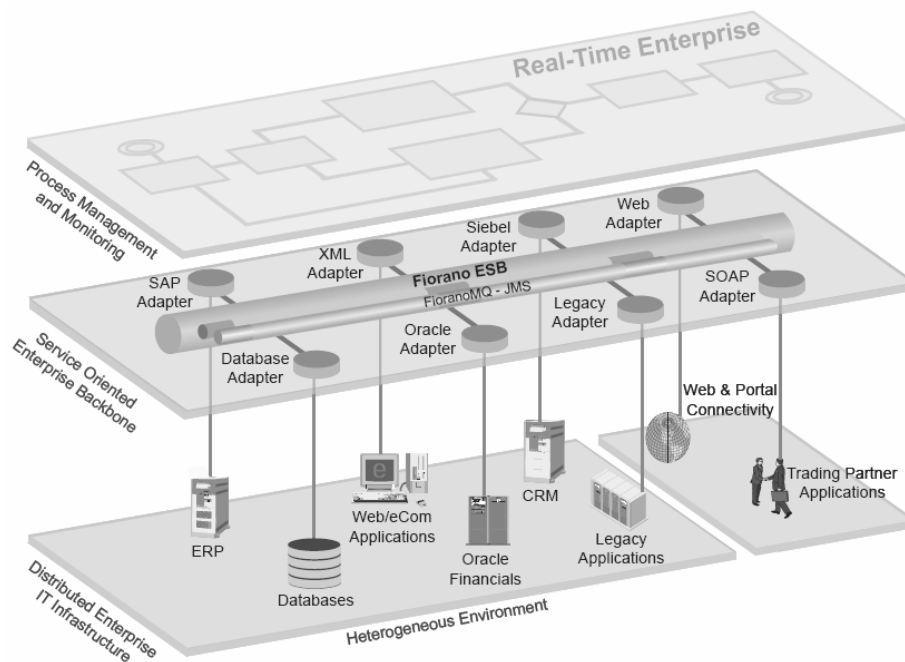 Real-Time Enterprise
Process Management
and Monitoring
Web
Adapter
Siebel
Adapter
XML
Adapter
SAP
Adapter
Fiorano ESB
FioranoMQ - JMS
SOAP
Adapter
Legacy
Adapter
Oracle
Adapter
Database
Adapter
Service Oriented
Enterprise Backbone
Web & Portal
Connectivity
Trading Partner
Applications
CRM
e
Web/eCom
Applications
ERP
Legacy
Applications
Oracle
Financials
Databases
Heterogeneous Environment
Distributed Enterprise
IT Infrastructure